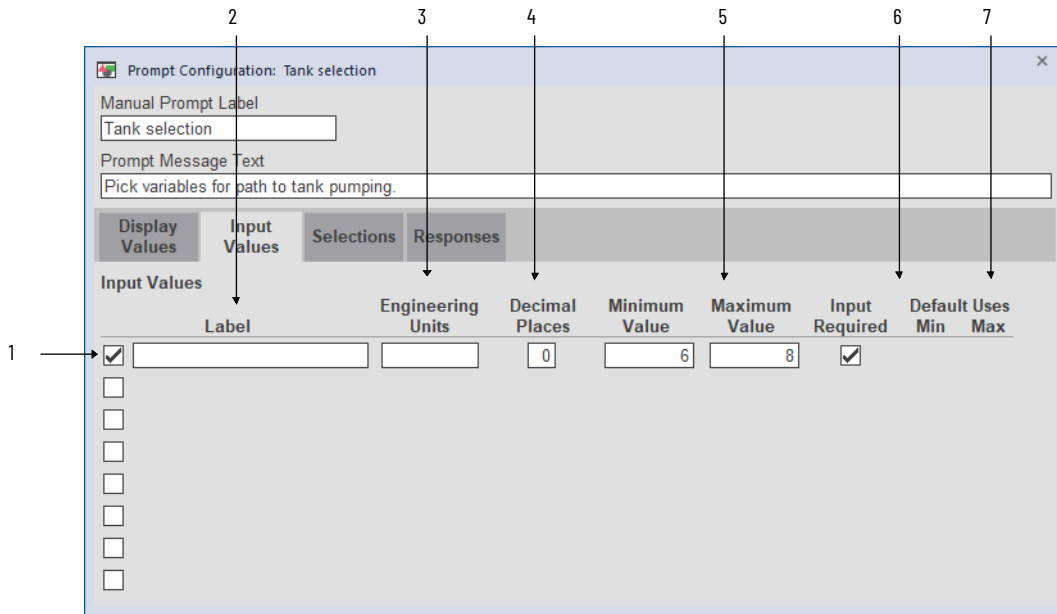 2 3 4 5 6 7
Prompt Configuration: Tank selection
Manual Prompt Label
Tank selection
Prompt Message Text
Pick variables for path to tank pumping.
Display Values
Input Values
Selections
Responses
Input Values
Label
Engineering Units
Decimal Places
Minimum Value
Maximum Value
Input Required
Default Uses
Min Max
1
0 6 8